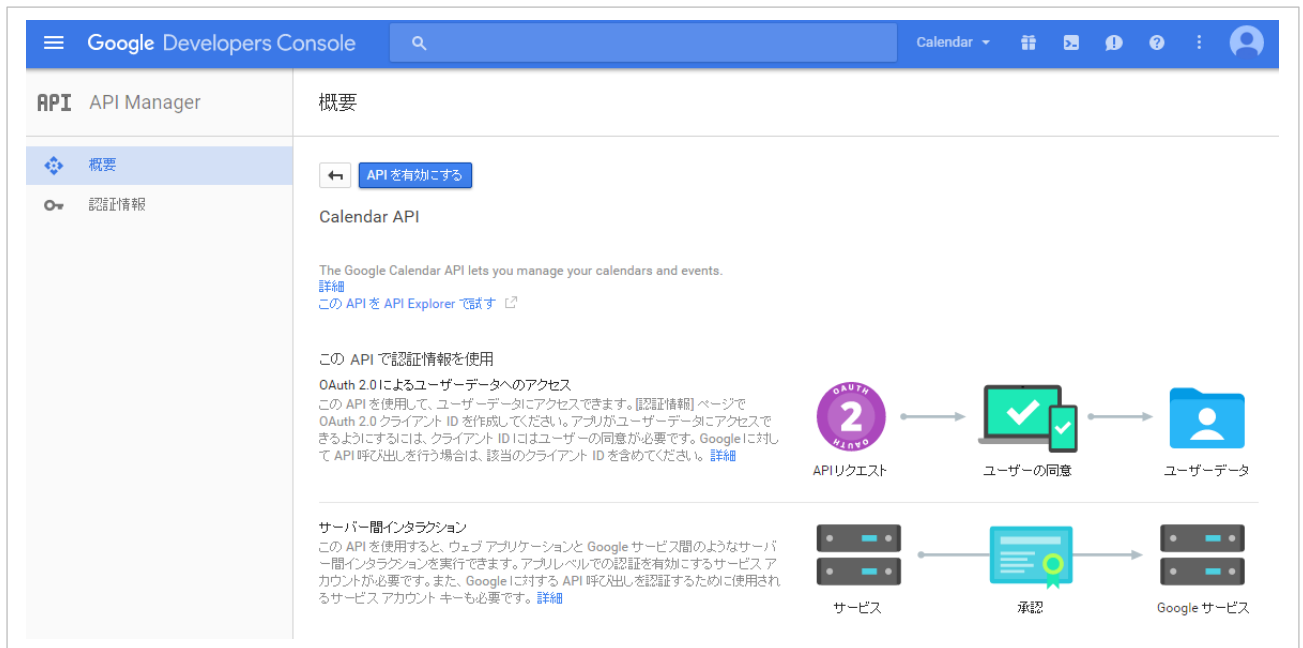 Google Developers Console
Calendar
API API Manager
概要
概要
認証情報
API を有効にする
Calendar API
The Google Calendar API lets you manage your calendars and events.
詳細
この API を API Explorer で試す
この API で認証情報を使用
OAuth 2.0 によるユーザーデータへのアクセス
この API を使用して、ユーザーデータにアクセスできます。[認証情報] ページで
OAuth 2.0 クライアント ID を作成してください。アプリがユーザーデータにアクセスで
きるようにするには、クライアント ID にはユーザーの同意が必要です。Google に対し
て API 呼び出しを行う場合は、該当のクライアント ID を含めてください。 詳細
OAUTH
2
OAUTH
API リクエスト
ユーザーの同意
ユーザーデータ
サーバー間インタラクション
この API を使用すると、ウェブ アプリケーションと Google サービス間のようなサーバ
ー間インタラクションを実行できます。アプリレベルでの認証を有効にするサービス ア
カウントが必要です。また、Google に対する API 呼び出しを認証するために使用され
るサービス アカウント キーも必要です。 詳細
サービス
承認
Google サービス